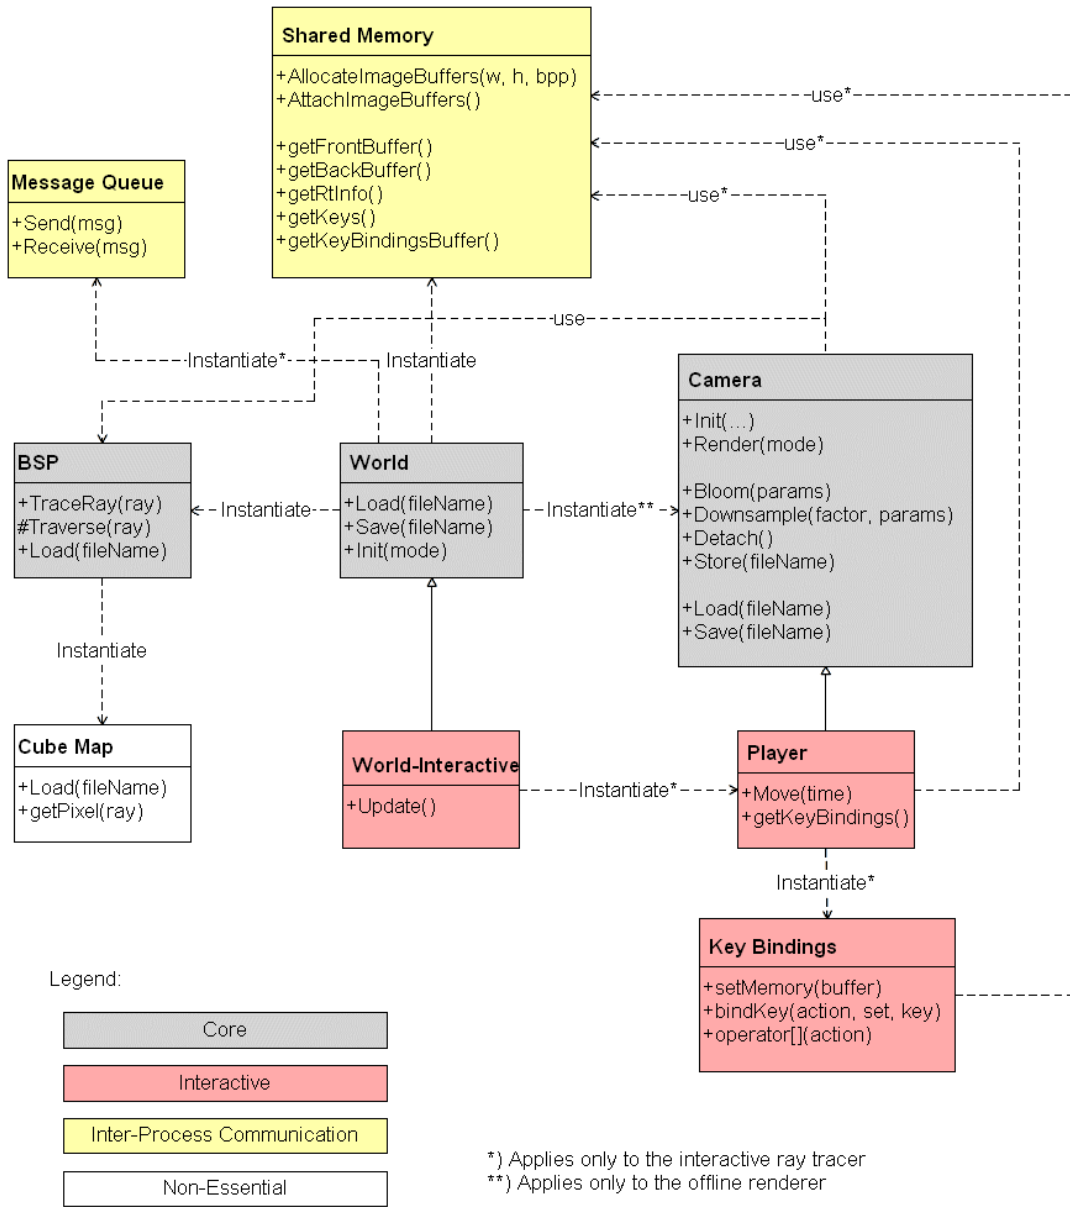 Shared Memory
+AllocateImageBuffers(w, h, bpp)
+AttachImageBuffers()
+getFrontBuffer()
+getBackBuffer()
+getRtInfo()
+getKeys()
+getKeyBindingsBuffer()
use*
use*
use*
Message Queue
+Send(msg)
+Receive(msg)
use
Instantiate*
Instantiate
Camera
+Init(...)
+Render(mode)
+Bloom(params)
+Downsample(factor, params)
+Detach()
+Store(fileName)
+Load(fileName)
+Save(fileName)
BSP
+TraceRay(ray)
#Traverse(ray)
+Load(fileName)
Instantiate
World
+Load(fileName)
+Save(fileName)
+Init(mode)
Instantiate**
Instantiate
Cube Map
+Load(fileName)
+getPixel(ray)
World-Interactive
+Update()
Instantiate*
Player
+Move(time)
+getKeyBindings()
Instantiate*
Key Bindings
+setMemory(buffer)
+bindKey(action, set, key)
+operator[](action)
Legend:
Core
Interactive
Inter-Process Communication
Non-Essential
*) Applies only to the interactive ray tracer
**) Applies only to the offline renderer